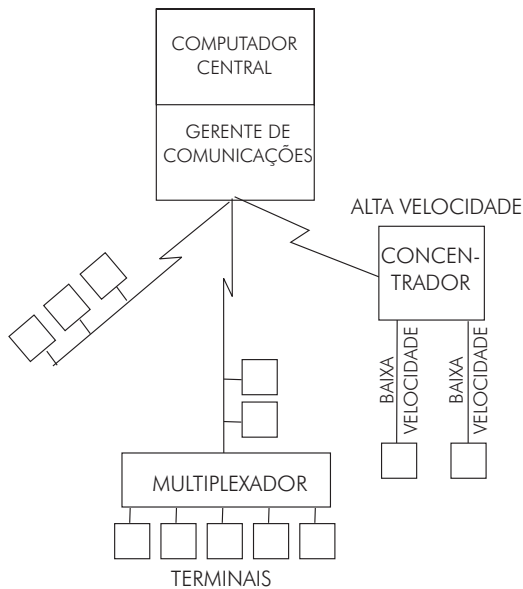 COMPUTADOR
CENTRAL
GERENTE DE
COMUNICAÇÕES
ALTA VELOCIDADE
CONCEN-
TRADOR
BAIXA
VELOCIDADE
BAIXA
VELOCIDADE
MULTIPLEXADOR
TERMINAIS